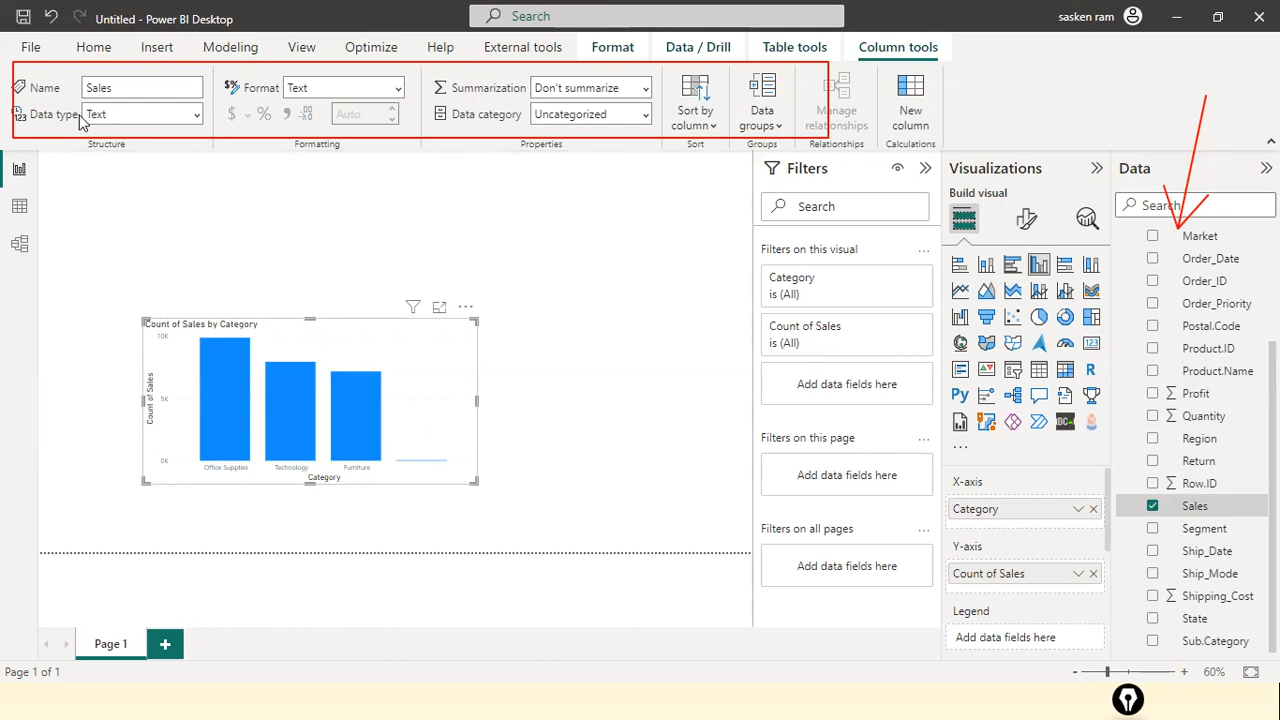 Untitled - Power BI Desktop
Search
sasken ram
File
Home
Insert
Modeling
View
Optimize
Help
External tools
Format
Data / Drill
Table tools
Column tools
Name
Sales
Data type
Text
Structure
Format
Text
$
%
,
Auto
Formatting
Summarization
Don't summarize
Data category
Uncategorized
Properties
Sort by
column
Sort
Data
groups
Groups
Manage
relationships
Relationships
New
column
Calculations
Count of Sales by Category
Count of Sales
10K
5K
0K
Office Supplies
Technology
Furniture
Category
Filters
Search
Filters on this visual
Category
is (All)
Count of Sales
is (All)
Add data fields here
Filters on this page
Add data fields here
Filters on all pages
Add data fields here
Visualizations
Build visual
X-axis
Category
Y-axis
Count of Sales
Legend
Add data fields here
Data
Search
Market
Order_Date
Order_ID
Order_Priority
Postal.Code
Product.ID
Product.Name
Profit
Quantity
Region
Return
Row.ID
Sales
Segment
Ship_Date
Ship_Mode
Shipping_Cost
State
Sub.Category
Page 1
Page 1 of 1
60%